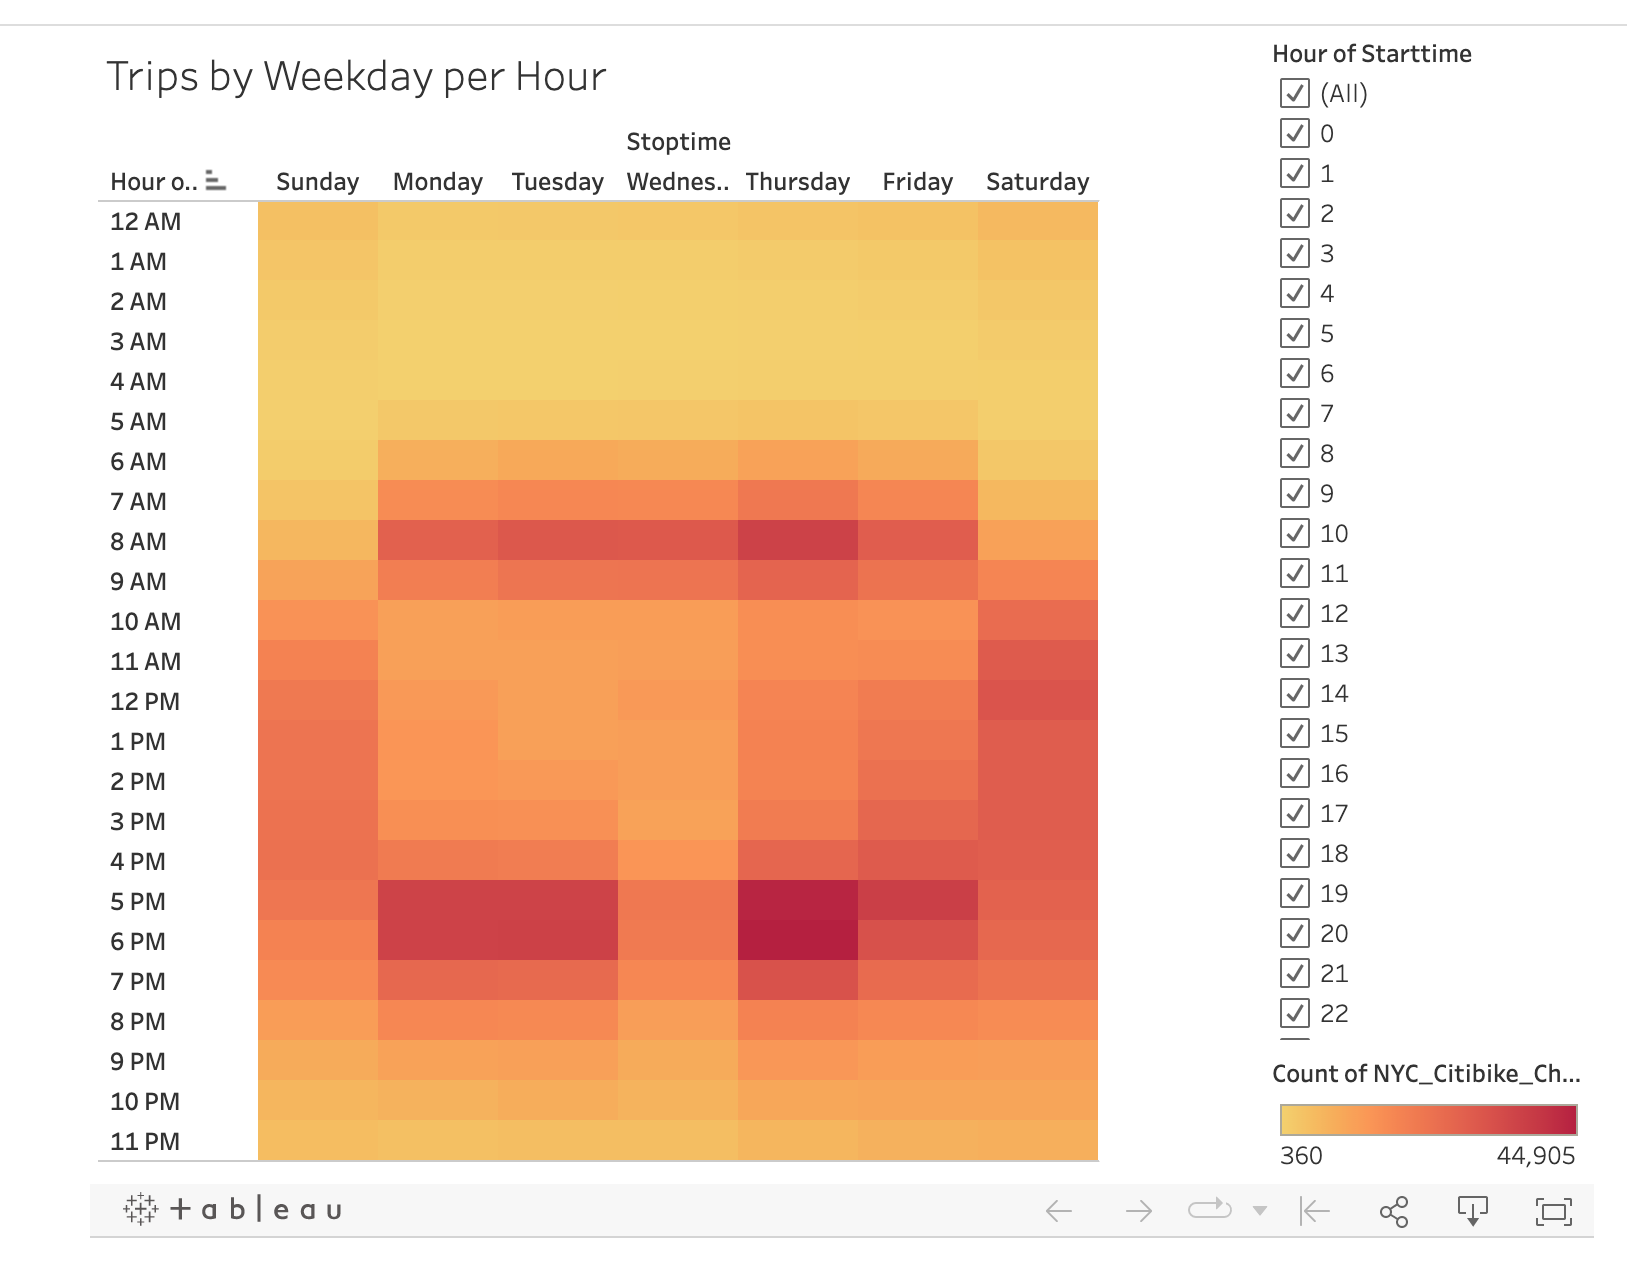 Trips by Weekday per Hour
Stoptime
Hour o.. Sunday Monday Tuesday Wednes.. Thursday Friday Saturday
12 AM
1 AM
2 AM
3 AM
4 AM
5 AM
6 AM
7 AM
8 AM
9 AM
10 AM
11 AM
12 PM
1 PM
2 PM
3 PM
4 PM
5 PM
6 PM
7 PM
8 PM
9 PM
10 PM
11 PM
Hour of Starttime
(All)
0
1
2
3
4
5
6
7
8
9
10
11
12
13
14
15
16
17
18
19
20
21
22
Count of NYC_Citibike_Ch...
360 44,905
+ableau